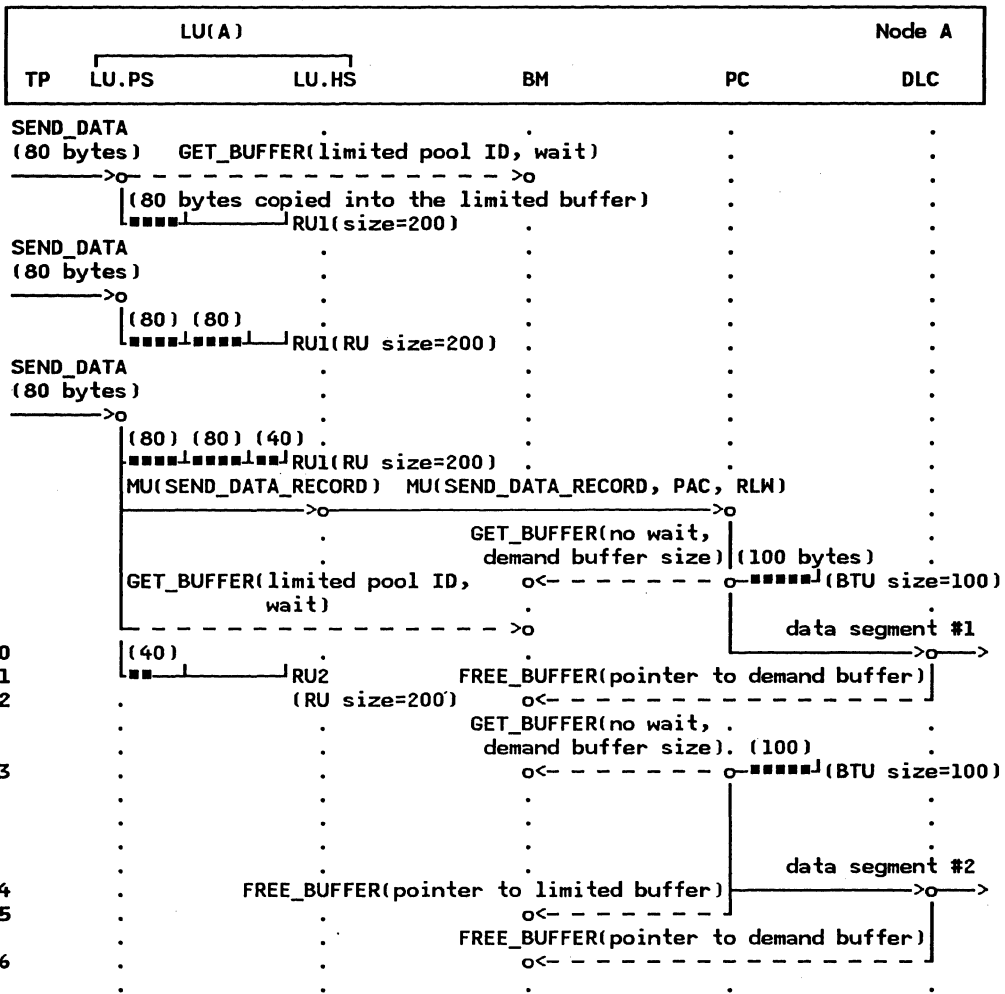 LU(A) Node A
TP LU.PS LU.HS BM PC DLC
SEND_DATA
(80 bytes) GET_BUFFER(limited pool ID, wait)
(80 bytes copied into the limited buffer)
RU1(size=200)
SEND_DATA
(80 bytes)
(80) (80)
RU1(RU size=200)
SEND_DATA
(80 bytes)
(80) (80) (40)
RU1(RU size=200)
MU(SEND_DATA_RECORD) MU(SEND_DATA_RECORD, PAC, RLW)
GET_BUFFER(no wait,
demand buffer size) (100 bytes)
GET_BUFFER(limited pool ID, (BTU size=100)
wait)
data segment #1
0 (40)
1 RU2 FREE_BUFFER(pointer to demand buffer)
2 (RU size=200)
GET_BUFFER(no wait,
demand buffer size). (100)
3 (BTU size=100)
data segment #2
4 FREE_BUFFER(pointer to limited buffer)
5
FREE_BUFFER(pointer to demand buffer)
6